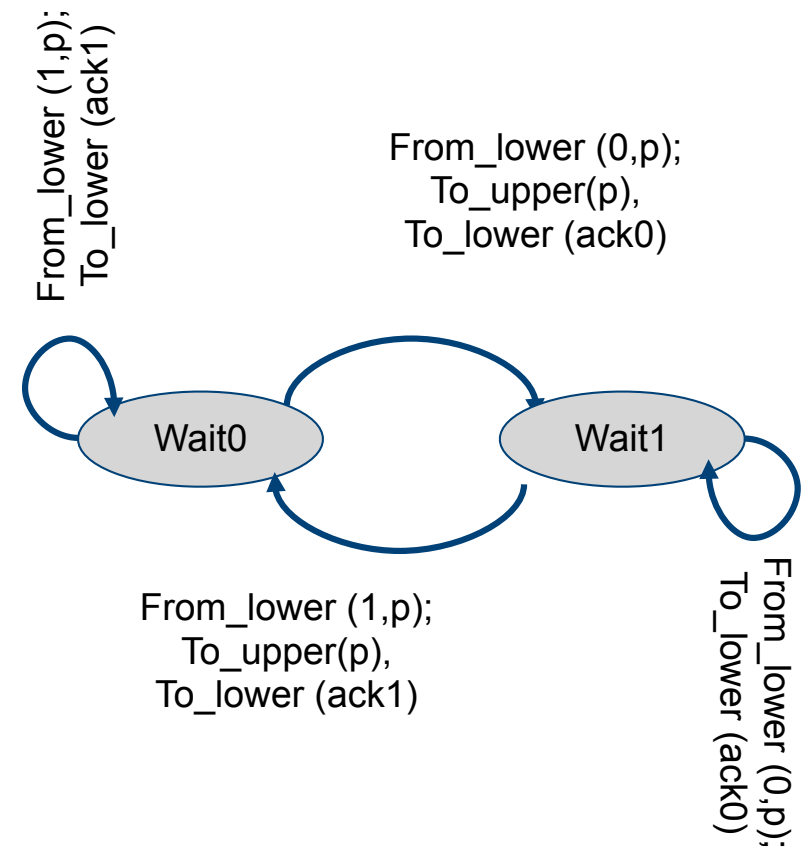 From_lower (1,p);
To_lower (ack1)
From_lower (0,p);
To_upper(p),
To_lower (ack0)
Wait0
Wait1
From_lower (1,p);
To_upper(p),
To_lower (ack1)
From_lower (0,p);
To_lower (ack0)